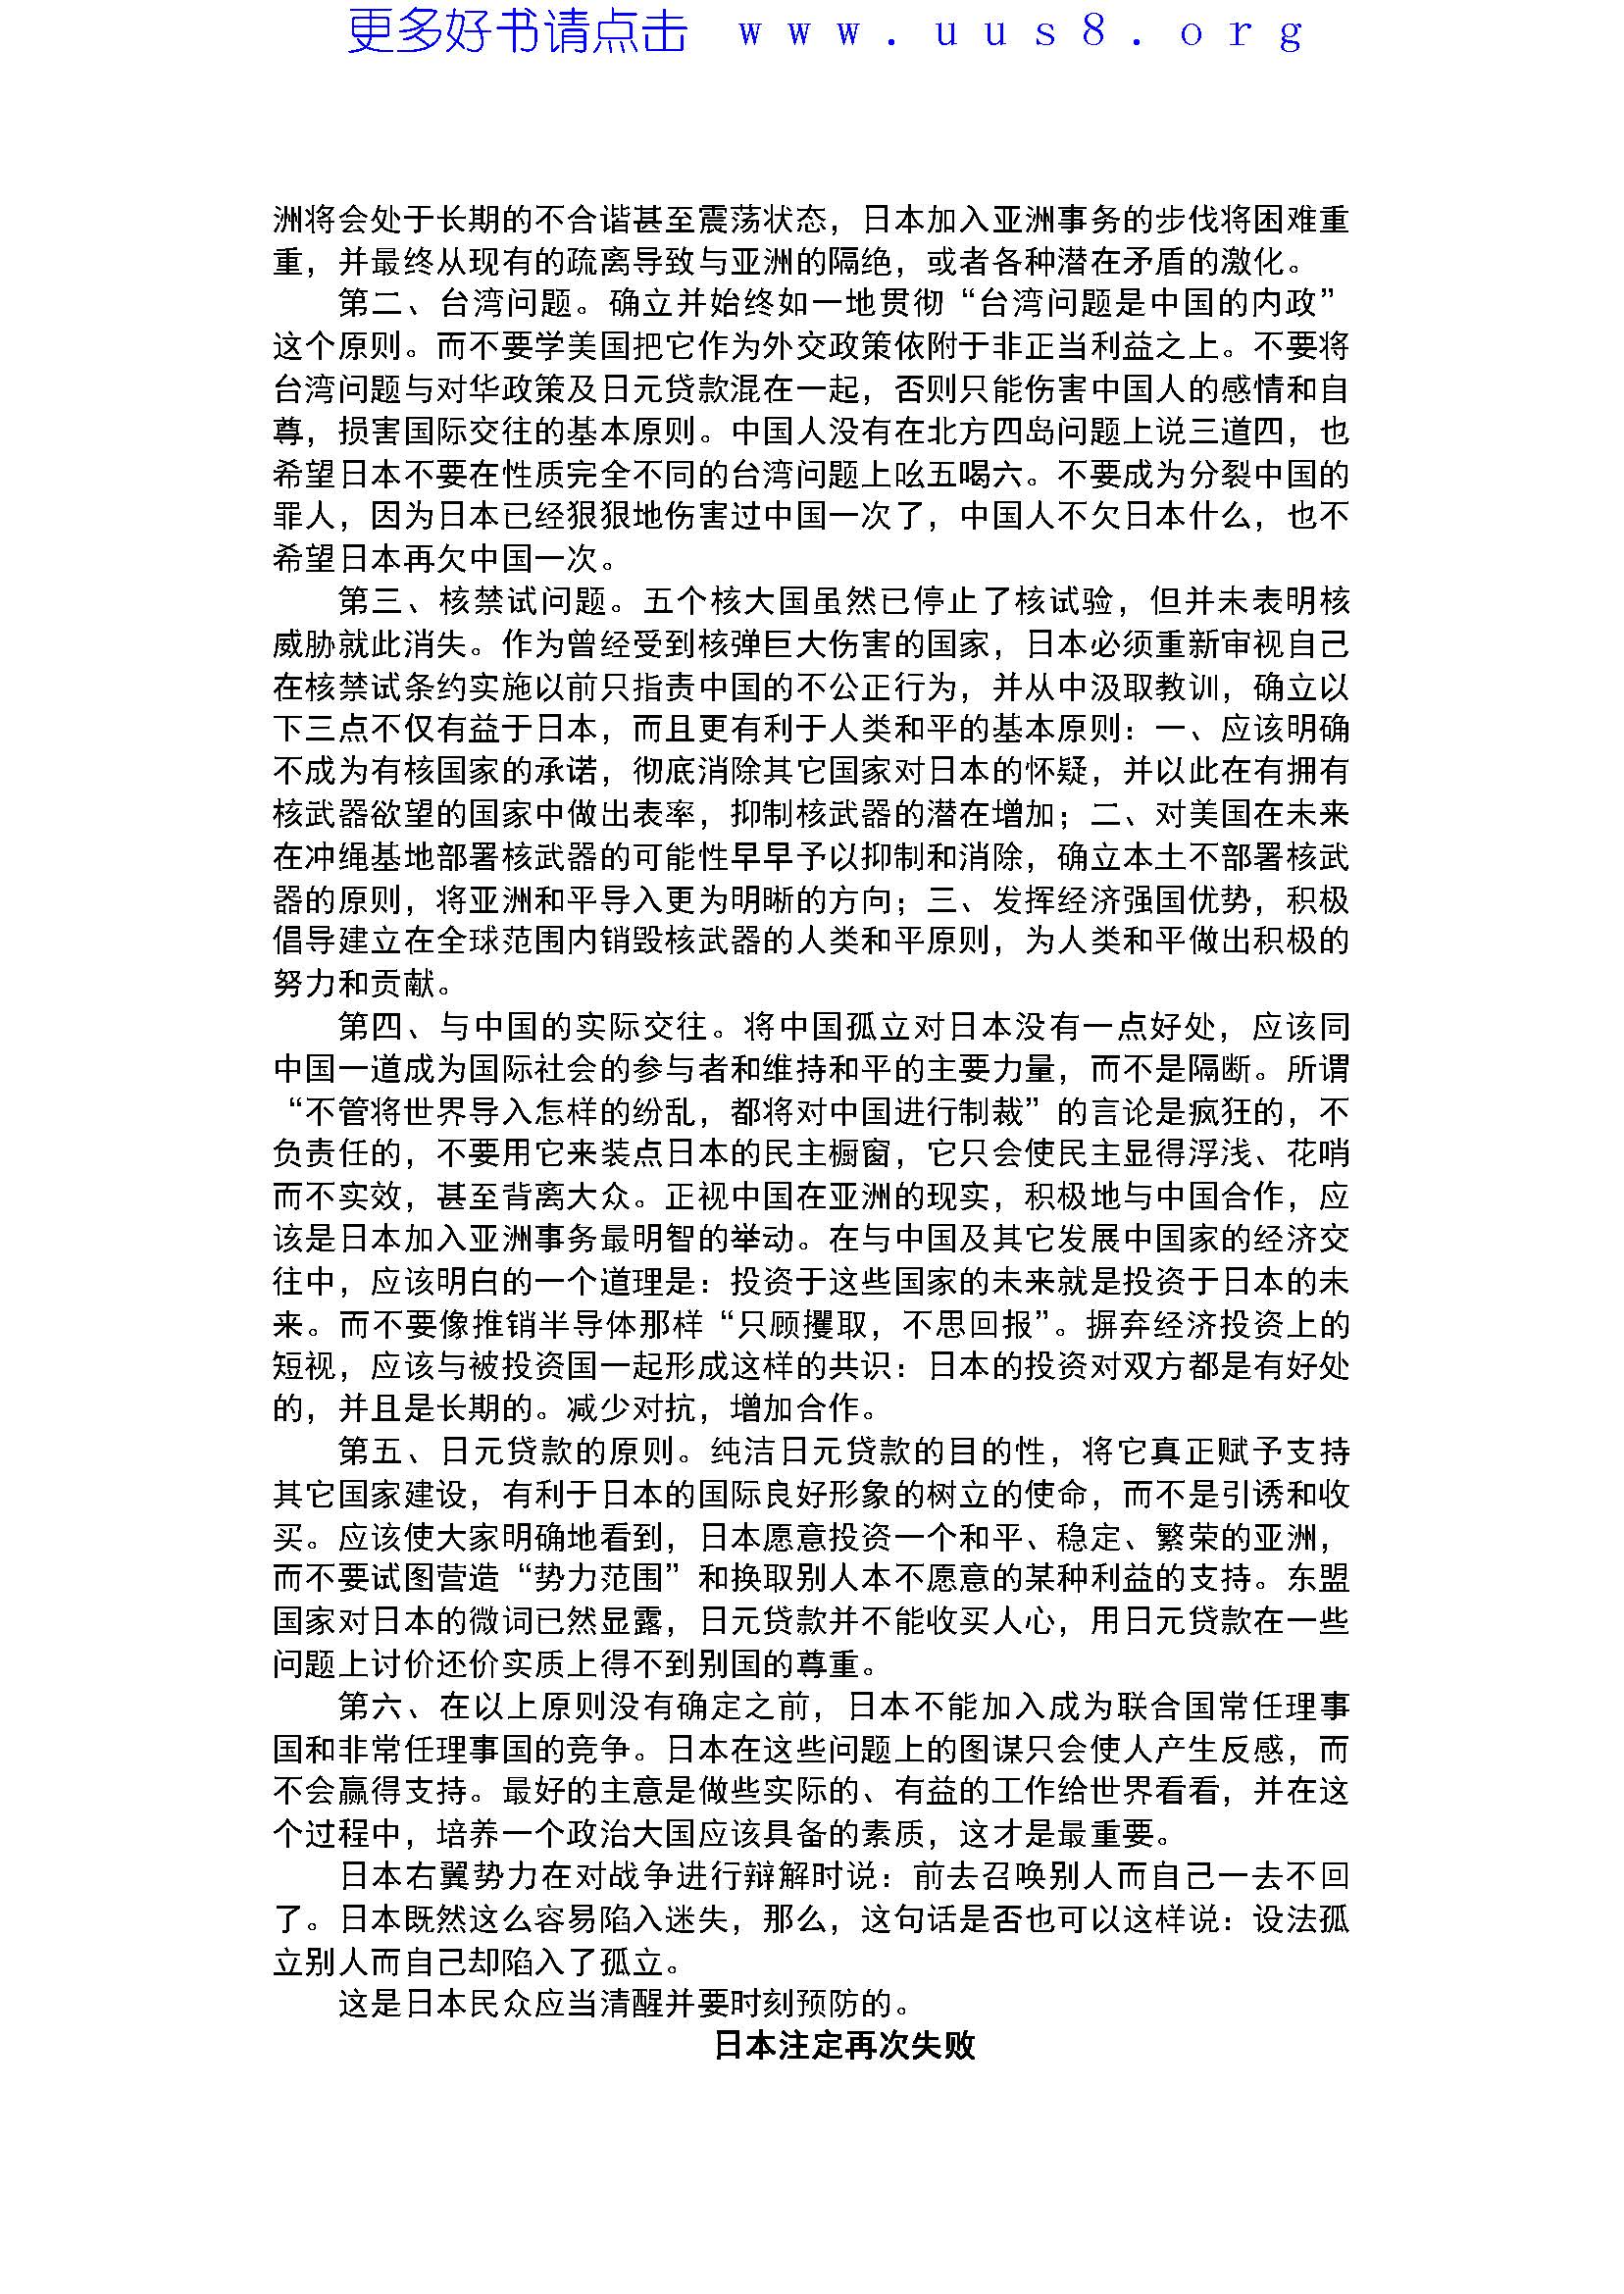 更多好书请点击 www.uus8.org
洲将会处于长期的不合谐甚至震荡状态，日本加入亚洲事务的步伐将困难重
重，并最终从现有的疏离导致与亚洲的隔绝，或者各种潜在矛盾的激化。
第二、台湾问题。确立并始终如一地贯彻“台湾问题是中国的内政”
这个原则。而不要学美国把它作为外交政策依附于非正当利益之上。不要将
台湾问题与对华政策及日元贷款混在一起，否则只能伤害中国人的感情和自
尊，损害国际交往的基本原则。中国人没有在北方四岛问题上说三道四，也
希望日本不要在性质完全不同的台湾问题上吆五喝六。不要成为分裂中国的
罪人，因为日本已经狠狠地伤害过中国一次了，中国人不欠日本什么，也不
希望日本再欠中国一次。
第三、核禁试问题。五个核大国虽然已停止了核试验，但并未表明核
威胁就此消失。作为曾经受到核弹巨大伤害的国家，日本必须重新审视自己
在核禁试条约实施以前只指责中国的不公正行为，并从中汲取教训，确立以
下三点不仅有益于日本，而且更有利于人类和平的基本原则：一、应该明确
不成为有核国家的承诺，彻底消除其它国家对日本的怀疑，并以此在有拥有
核武器欲望的国家中做出表率，抑制核武器的潜在增加；二、对美国在未来
在冲绳基地部署核武器的可能性早早予以抑制和消除，确立本土不部署核武
器的原则，将亚洲和平导入更为明晰的方向；三、发挥经济强国优势，积极
倡导建立在全球范围内销毁核武器的人类和平原则，为人类和平做出积极的
努力和贡献。
第四、与中国的实际交往。将中国孤立对日本没有一点好处，应该同
中国一道成为国际社会的参与者和维持和平的主要力量，而不是隔断。所谓
“不管将世界导入怎样的纷乱，都将对中国进行制裁”的言论是疯狂的，不
负责任的，不要用它来装点日本的民主橱窗，它只会使民主显得浮浅、花哨
而不实效，甚至背离大众。正视中国在亚洲的现实，积极地与中国合作，应
该是日本加入亚洲事务最明智的举动。在与中国及其它发展中国家的经济交
往中，应该明白的一个道理是：投资于这些国家的未来就是投资于日本的未
来。而不要像推销半导体那样“只顾攫取，不思回报”。摒弃经济投资上的
短视，应该与被投资国一起形成这样的共识：日本的投资对双方都是有好处
的，并且是长期的。减少对抗，增加合作。
第五、日元贷款的原则。纯洁日元贷款的目的性，将它真正赋予支持
其它国家建设，有利于日本的国际良好形象的树立的使命，而不是引诱和收
买。应该使大家明确地看到，日本愿意投资一个和平、稳定、繁荣的亚洲，
而不要试图营造“势力范围”和换取别人本不愿意的某种利益的支持。东盟
国家对日本的微词已然显露，日元贷款并不能收买人心，用日元贷款在一些
问题上讨价还价实质上得不到别国的尊重。
第六、在以上原则没有确定之前，日本不能加入成为联合国常任理事
国和非常任理事国的竞争。日本在这些问题上的图谋只会使人产生反感，而
不会赢得支持。最好的主意是做些实际的、有益的工作给世界看看，并在这
个过程中，培养一个政治大国应该具备的素质，这才是最重要。
日本右翼势力在对战争进行辩解时说：前去召唤别人而自己一去不回
了。日本既然这么容易陷入迷失，那么，这句话是否也可以这样说：设法孤
立别人而自己却陷入了孤立。
这是日本民众应当清醒并要时刻预防的。
日本注定再次失败